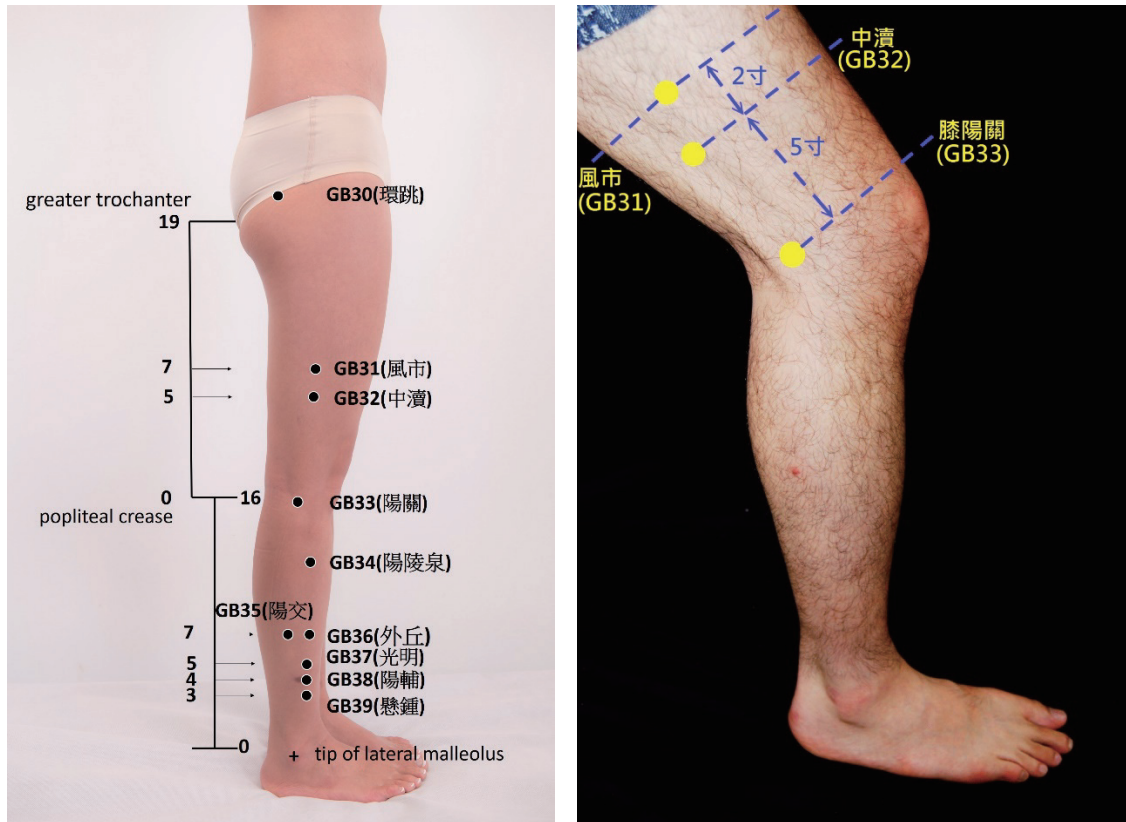 GB30(環跳)
greater trochanter
19
7
GB31(風市)
5
GB32(中瀆)
0
16
popliteal crease
GB33(陽關)
GB34(陽陵泉)
GB35(陽交)
7
GB36(外丘)
GB37(光明)
5
4
GB38(陽輔)
3
GB39(懸鍾)
0
+ tip of lateral malleolus
中瀆
(GB32)
2寸
膝陽關
(GB33)
5寸
風市
(GB31)